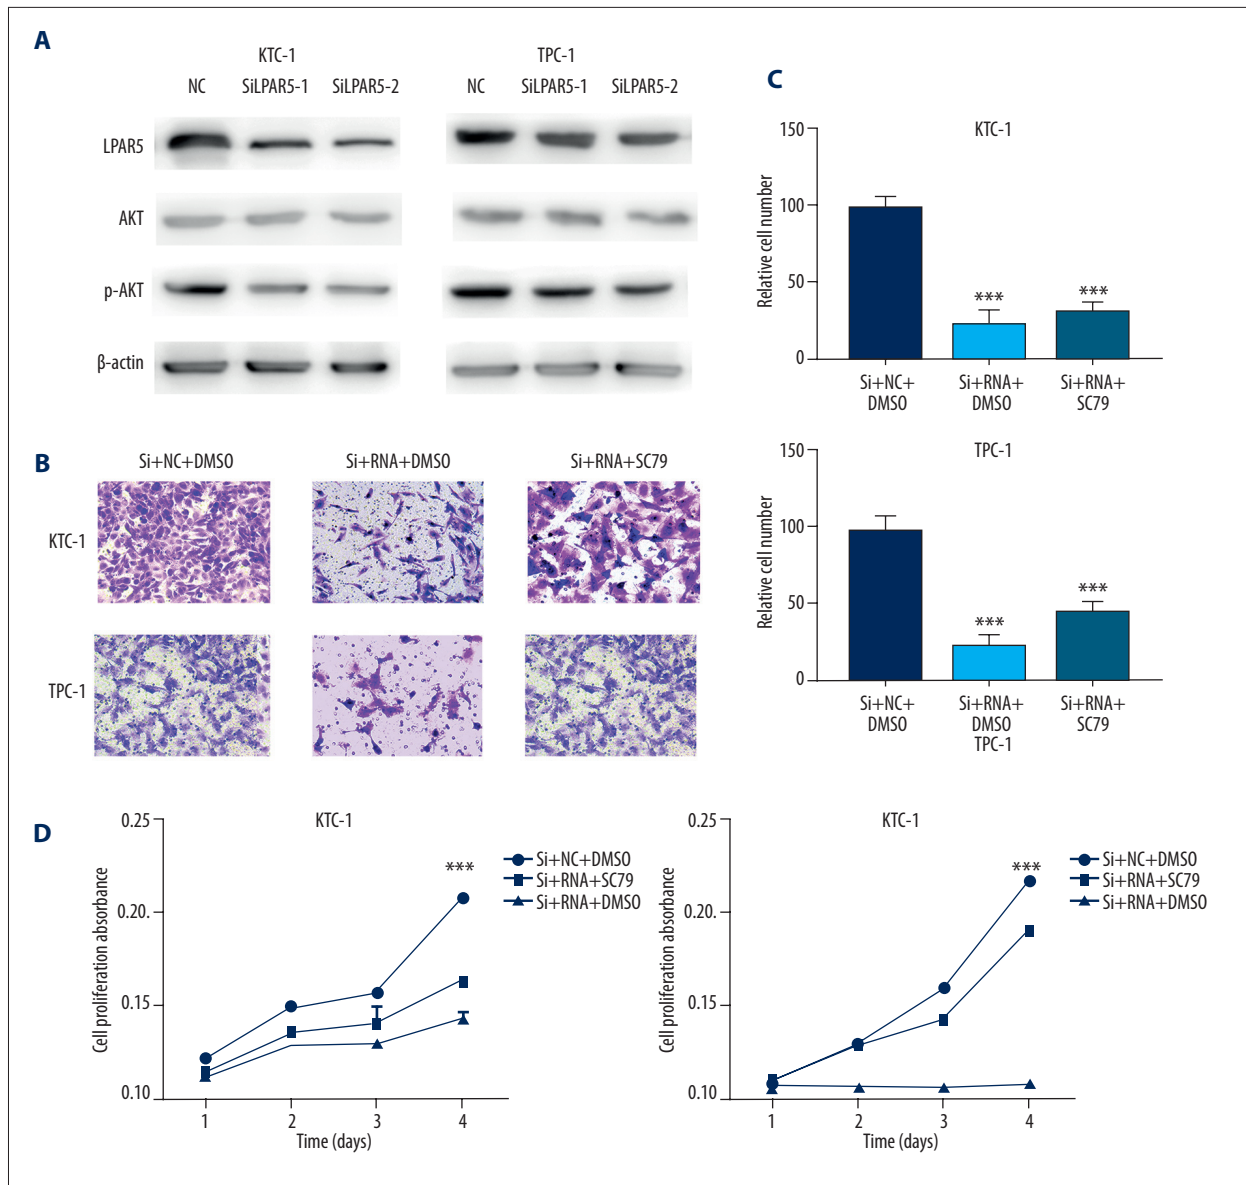 A
KTC-1
TPC-1
NC SiLPAR5-1 SiLPAR5-2
NC SiLPAR5-1 SiLPAR5-2
LPAR5
AKT
p-AKT
β-actin
B
Si+NC+DMSO Si+RNA+DMSO Si+RNA+SC79
KTC-1
TPC-1
C
KTC-1
Relative cell number
150
100
50
0
***
***
Si+NC+
DMSO
Si+RNA+
DMSO
Si+RNA+
SC79
TPC-1
Relative cell number
150
100
50
0
***
***
Si+NC+
DMSO
Si+RNA+
DMSO
TPC-1
Si+RNA+
SC79
D
KTC-1
Cell proliferation absorbance
0.25
0.20.
0.15
0.10
***
Si+NC+DMSO
Si+RNA+SC79
Si+RNA+DMSO
1 2 3 4
Time (days)
KTC-1
Cell proliferation absorbance
0.25
0.20.
0.15
0.10
***
Si+NC+DMSO
Si+RNA+SC79
Si+RNA+DMSO
1 2 3 4
Time (days)